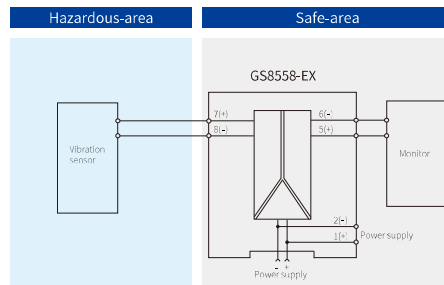 Hazardous-area
Safe-area
GS8558-EX
7(+)
8(-)
6(-)
5(+)
Vibration
sensor
Monitor
2(-)
1(+)
Power supply
- +
Power supply